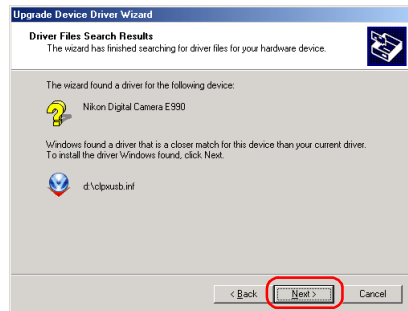 Upgrade Device Driver Wizard
Driver Files Search Results
The wizard has finished searching for driver files for your hardware device.
The wizard found a driver for the following device:
Nikon Digital Camera E990
Windows found a driver that is a closer match for this device than your current driver.
To install the driver Windows found, click Next.
d:\clpxusb.inf
< Back Next > Cancel